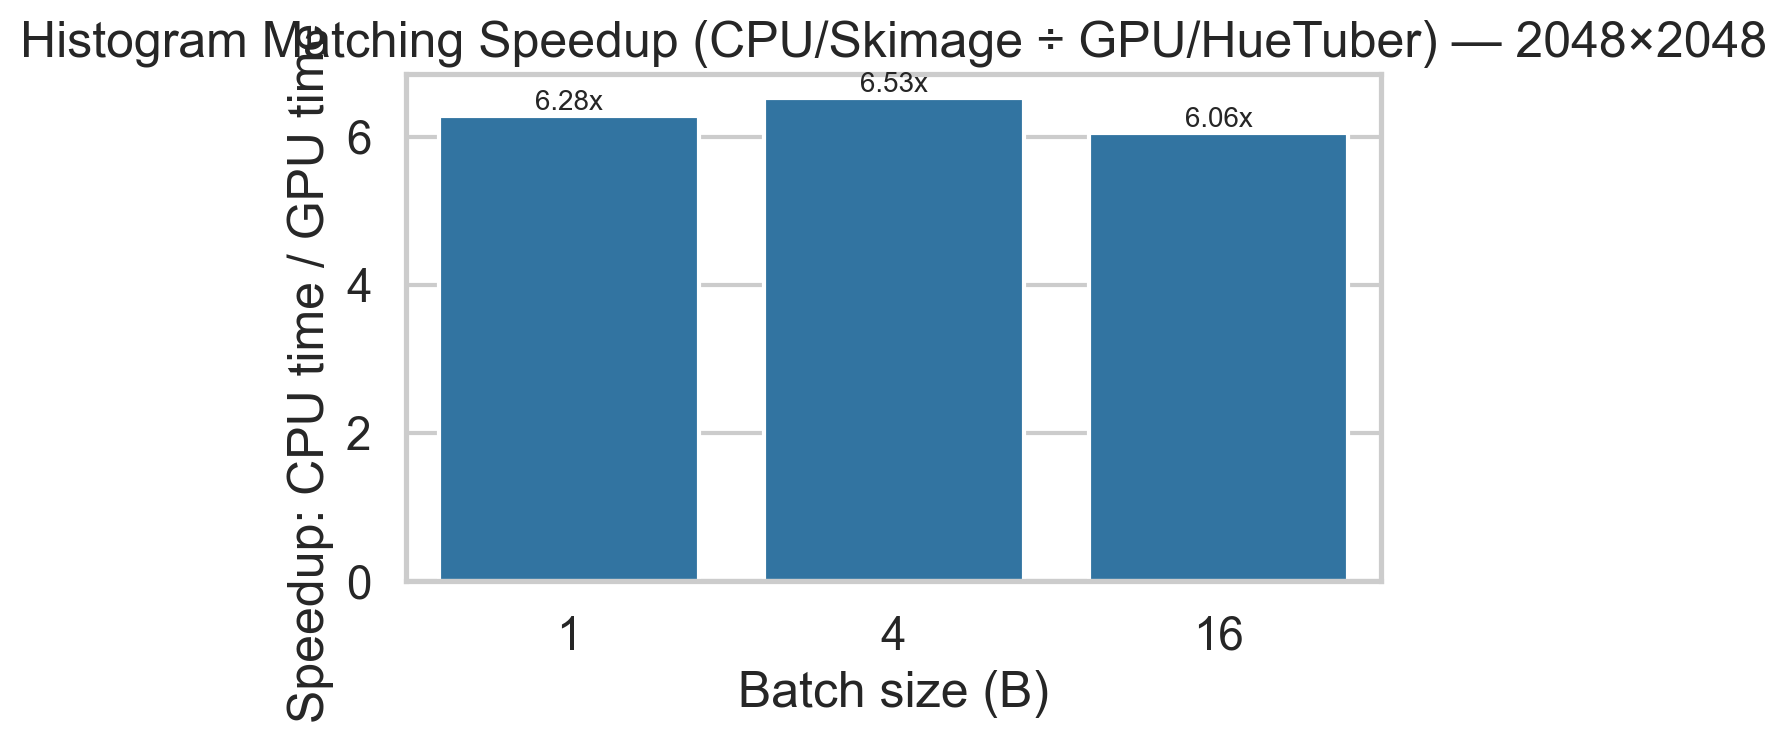 Histogram Matching Speedup (CPU/Skimage ÷ GPU/HueTuber) — 2048×2048
Speedup: CPU time / GPU time
6
4
2
0
6.28x
6.53x
6.06x
1
4
16
Batch size (B)